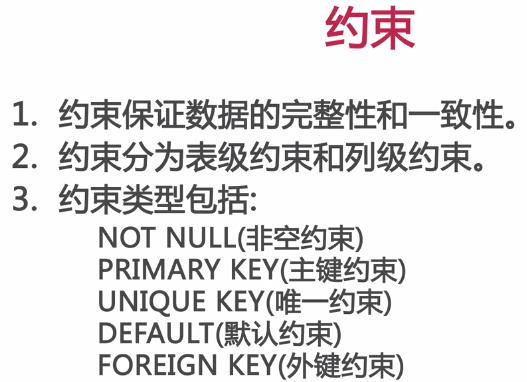 约束
1. 约束保证数据的完整性和一致性。
2. 约束分为表级约束和列级约束。
3. 约束类型包括:
NOT NULL(非空约束)
PRIMARY KEY(主键约束)
UNIQUE KEY(唯一约束)
DEFAULT(默认约束)
FOREIGN KEY(外键约束)